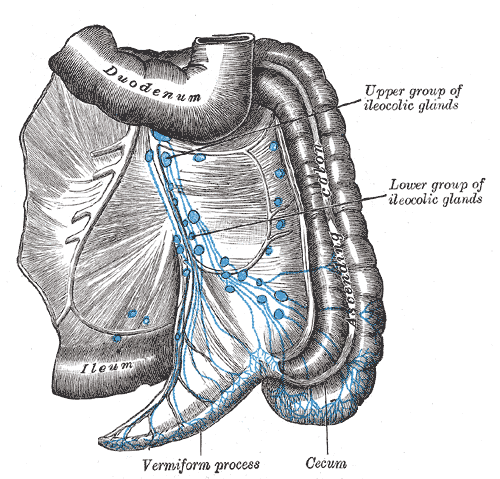 Duodenum
Upper group of
ileocolic glands
Lower group of
ileocolic glands
Ascending colon
Ileum
Vermiform process
Cecum